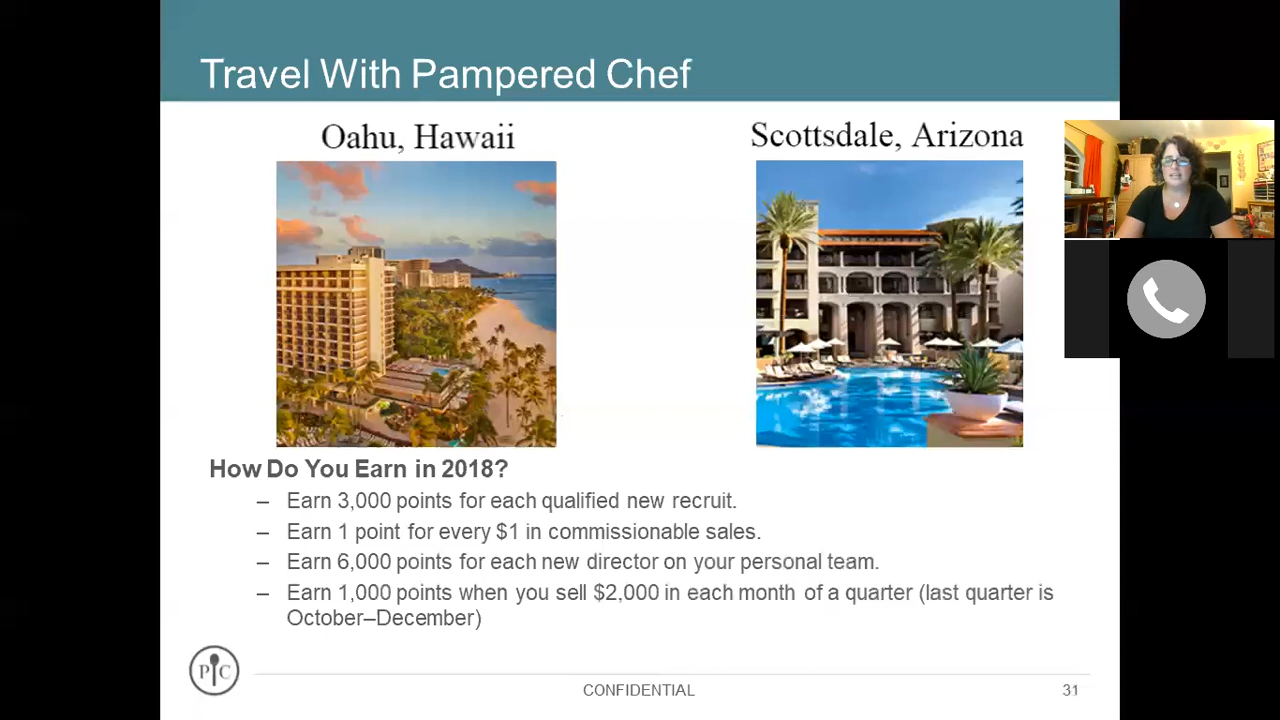 Travel With Pampered Chef
Oahu, Hawaii
Scottsdale, Arizona
How Do You Earn in 2018?
– Earn 3,000 points for each qualified new recruit.
– Earn 1 point for every $1 in commissionable sales.
– Earn 6,000 points for each new director on your personal team.
– Earn 1,000 points when you sell $2,000 in each month of a quarter (last quarter is
October–December)
PC
CONFIDENTIAL
31